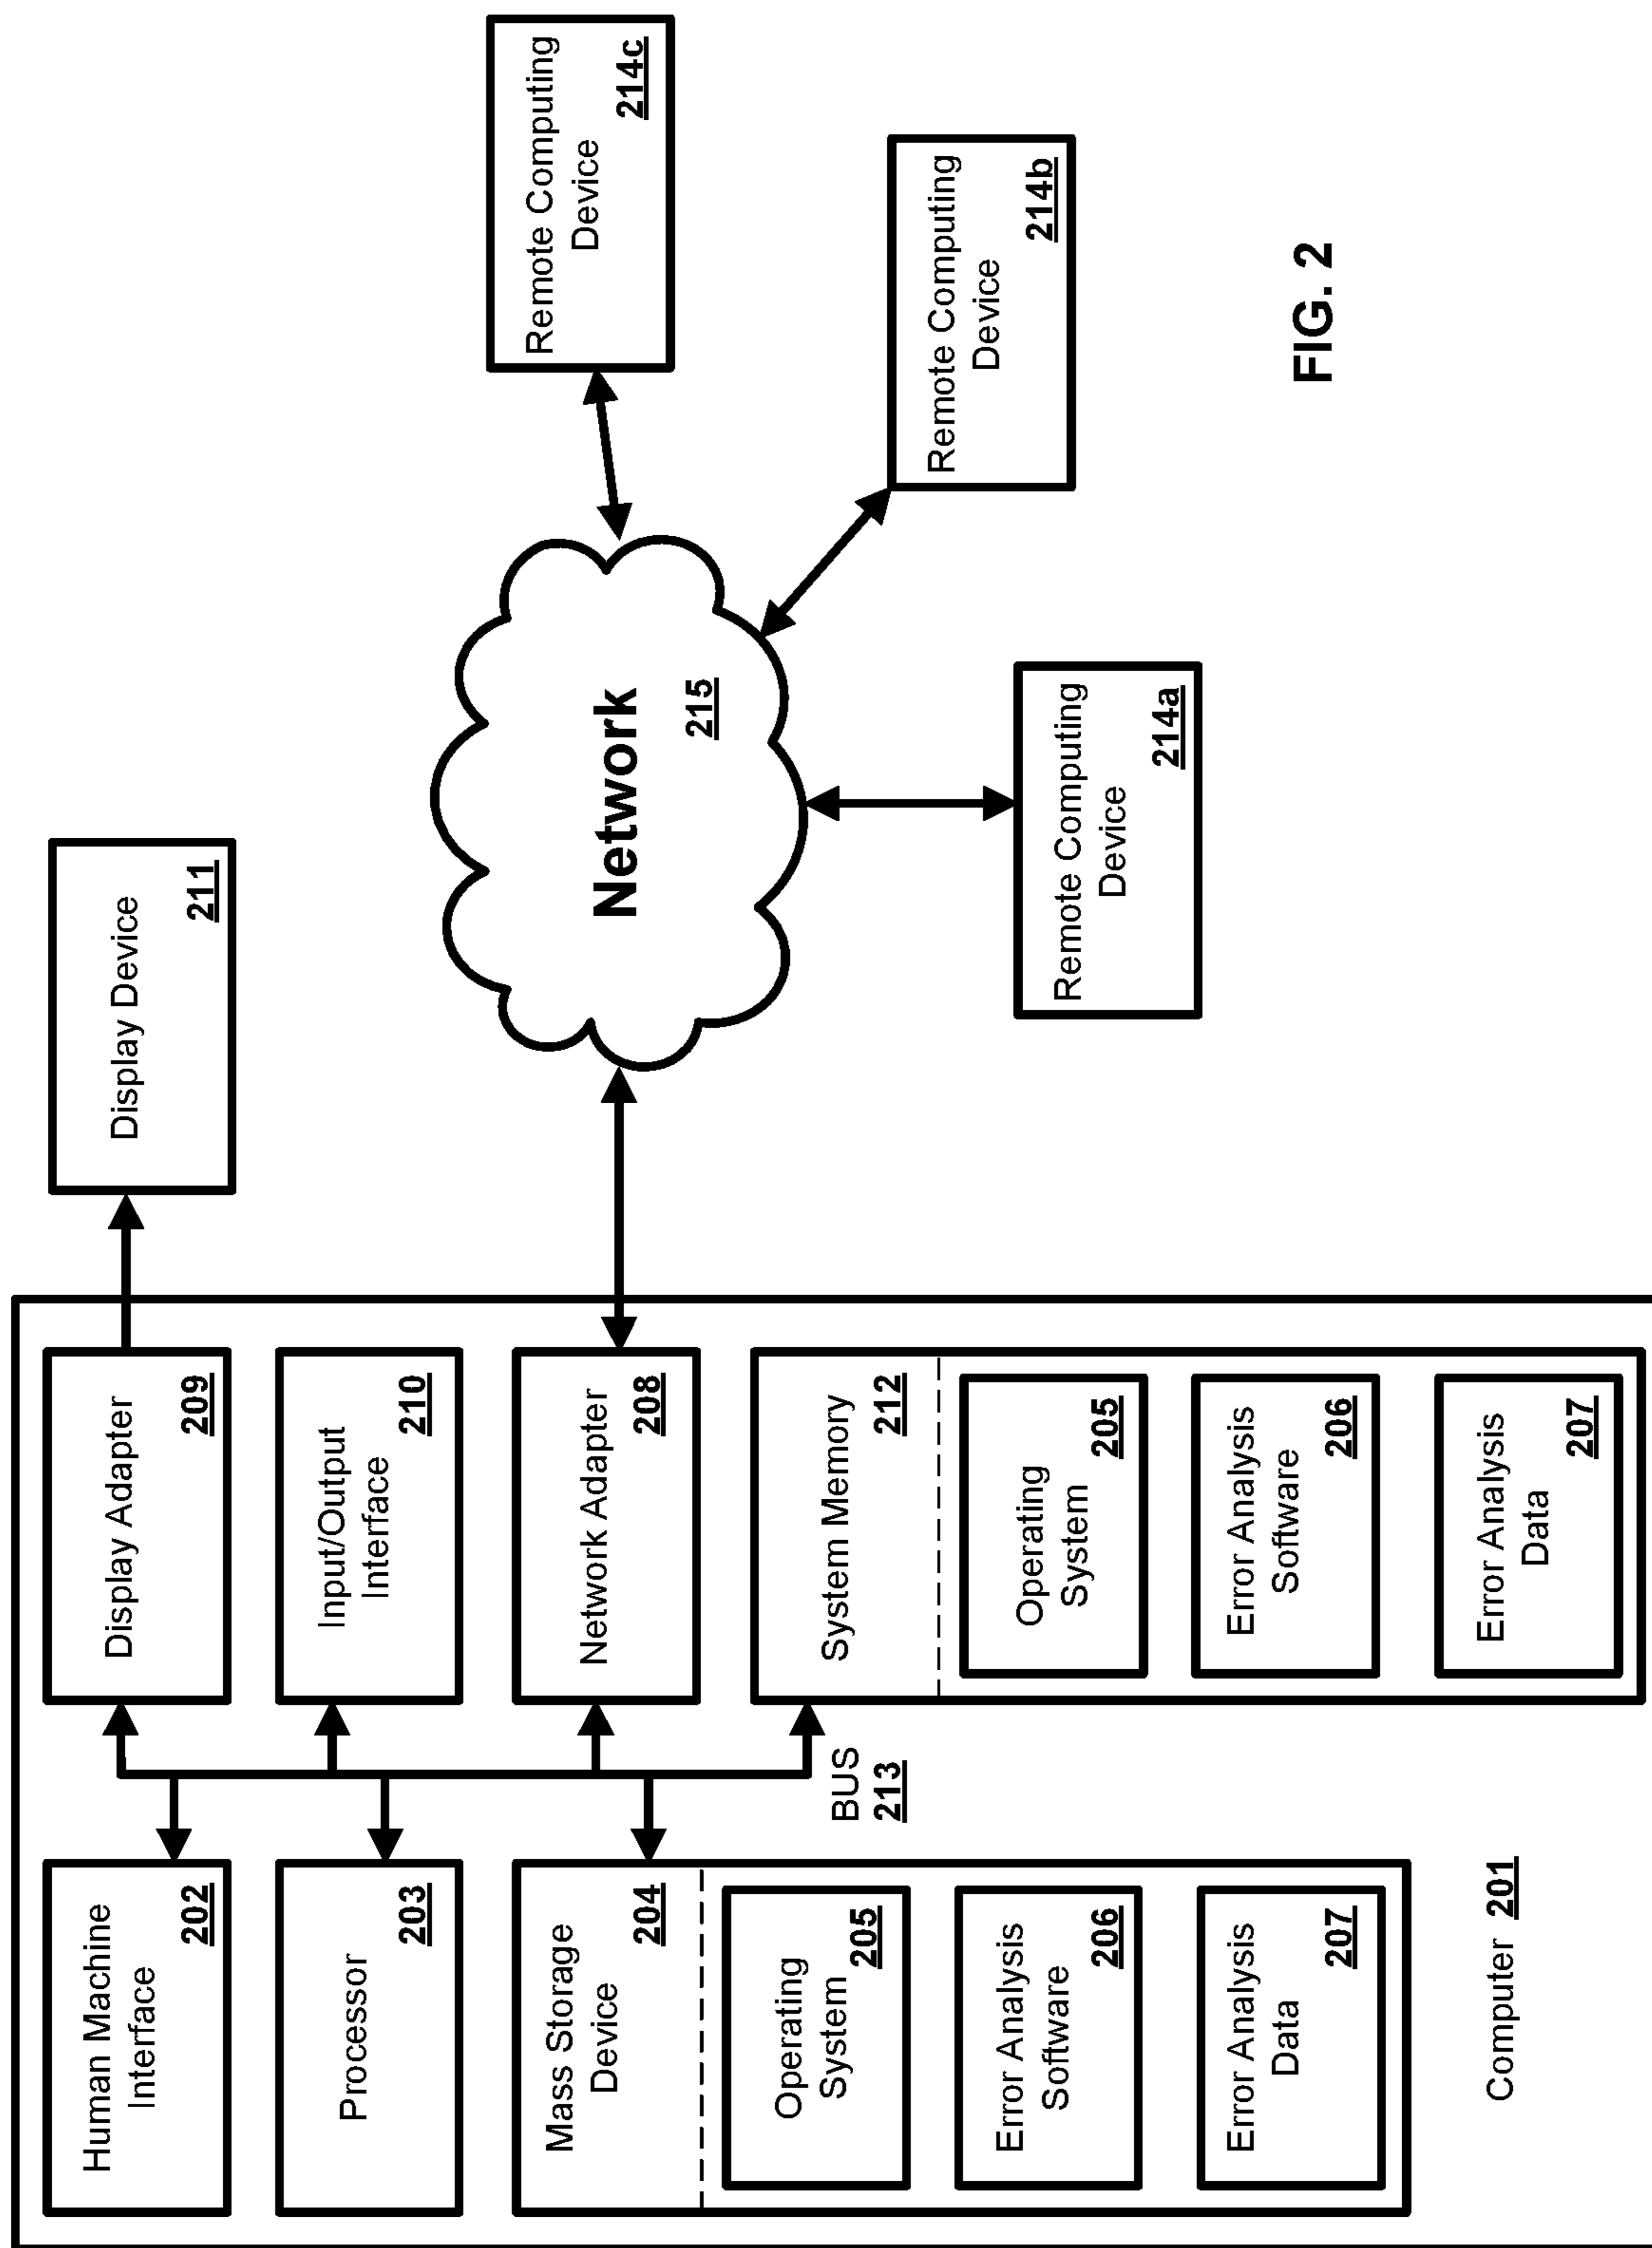 Human Machine
Interface
202
Processor
203
Mass Storage
Device
204
Operating
System
205
Error Analysis
Software
206
Error Analysis
Data
207
Computer 201
BUS
213
Display Adapter
209
Input/Output
Interface
210
Network Adapter
208
System Memory
212
Operating
System
205
Error Analysis
Software
206
Error Analysis
Data
207
Display Device
211
Network
215
Remote Computing
Device
214a
Remote Computing
Device
214b
Remote Computing
Device
214c
FIG. 2